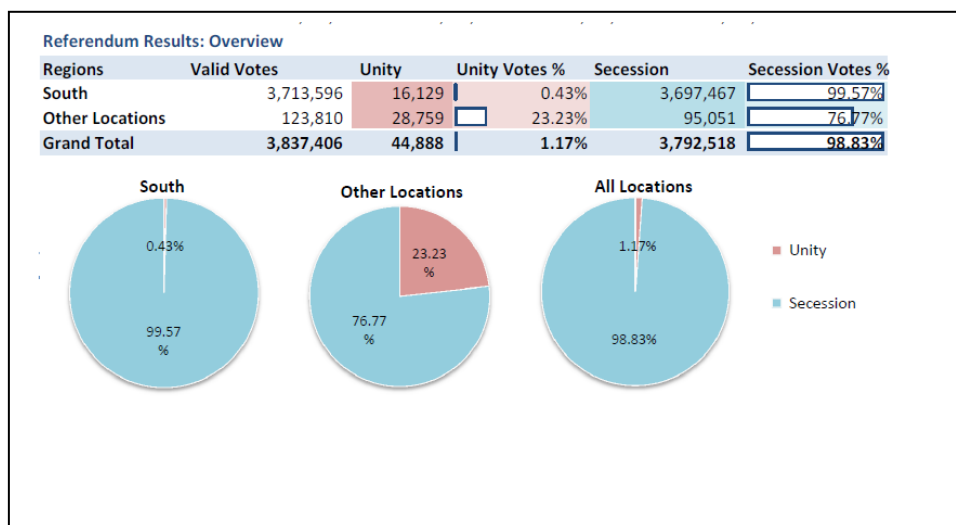 Referendum Results: Overview
Regions Valid Votes Unity Unity Votes % Secession Secession Votes %
South 3,713,596 16,129 0.43% 3,697,467 99.57%
Other Locations 123,810 28,759 23.23% 95,051 76.77%
Grand Total 3,837,406 44,888 1.17% 3,792,518 98.83%
South
0.43%
99.57
%
Other Locations
23.23
%
76.77
%
All Locations
1.17%
98.83%
Unity
Secession